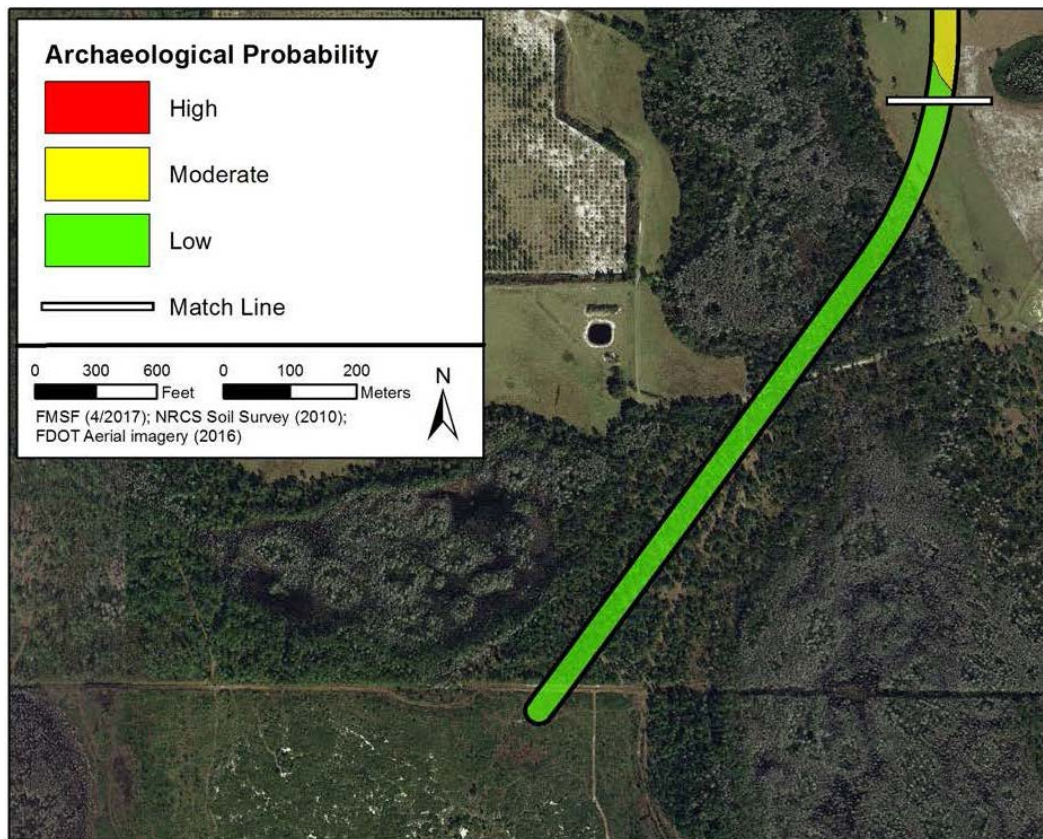 Archaeological Probability
High
Moderate
Low
Match Line
0 300 600 Feet
0 100 200 Meters
N
FMSF (4/2017); NRCS Soil Survey (2010);
FDOT Aerial imagery (2016)